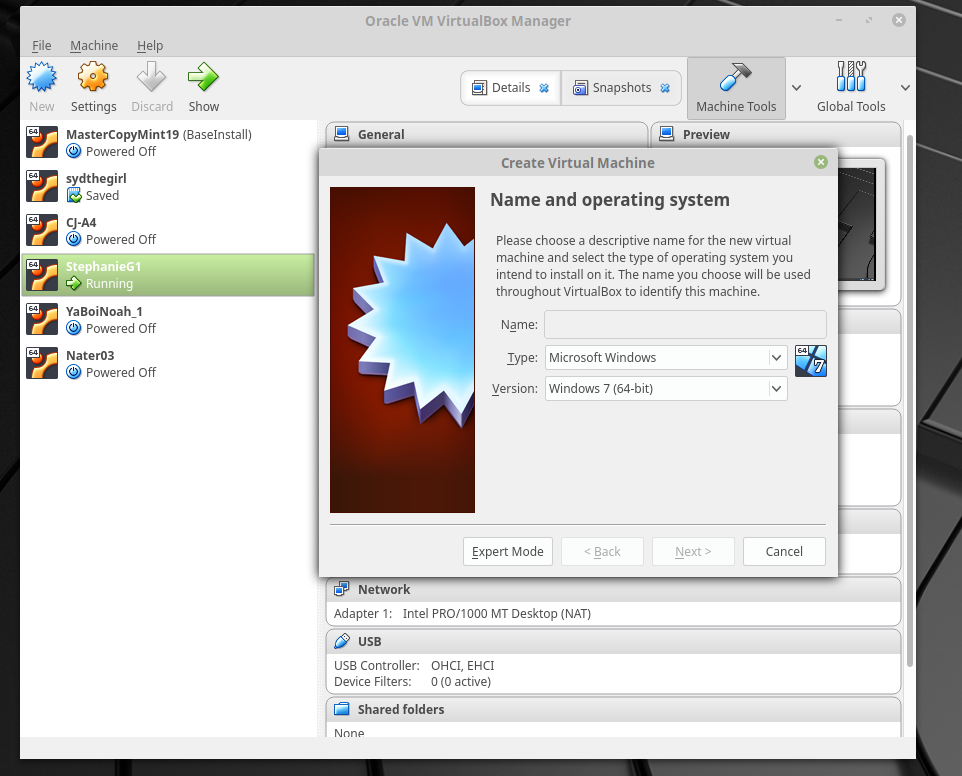 Oracle VM VirtualBox Manager
File Machine Help
New Settings Discard Show
Details Snapshots
Machine Tools Global Tools
64 MasterCopyMint19 (BaseInstall)
Powered Off
64 sydthegirl
Saved
64 CJ-A4
Powered Off
64 StephanieG1
Running
64 YaBoiNoah_1
Powered Off
64 Nater03
Powered Off
General
Preview
Create Virtual Machine
Name and operating system
Please choose a descriptive name for the new virtual
machine and select the type of operating system you
intend to install on it. The name you choose will be used
throughout VirtualBox to identify this machine.
Name:
Type: Microsoft Windows
64 7
Version: Windows 7 (64-bit)
Expert Mode < Back Next > Cancel
Network
Adapter 1: Intel PRO/1000 MT Desktop (NAT)
USB
USB Controller: OHCI, EHCI
Device Filters: 0 (0 active)
Shared folders
None